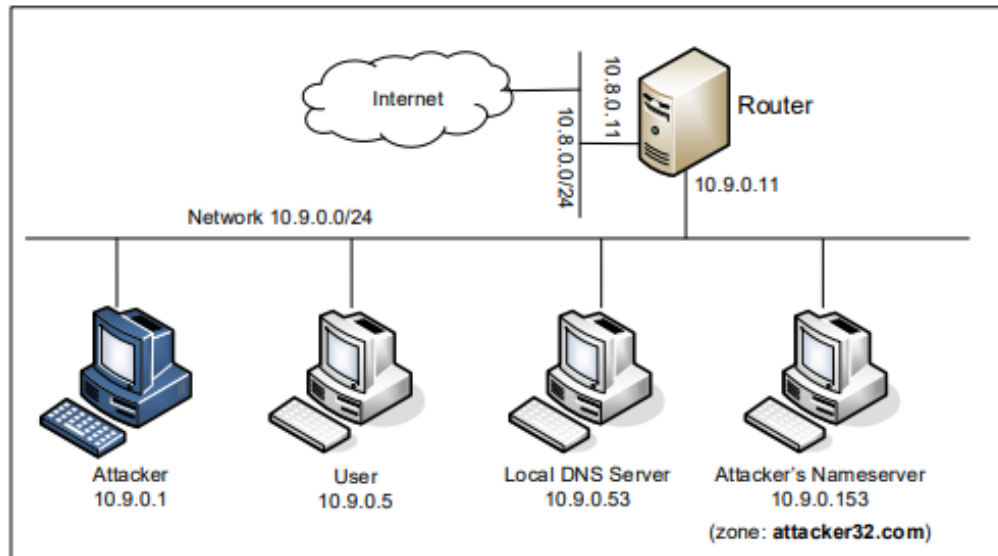 Internet
10.8.0.11
10.8.0.0/24
Router
10.9.0.11
Network 10.9.0.0/24
Attacker
10.9.0.1
User
10.9.0.5
Local DNS Server
10.9.0.53
Attacker's Nameserver
10.9.0.153
(zone: attacker32.com)